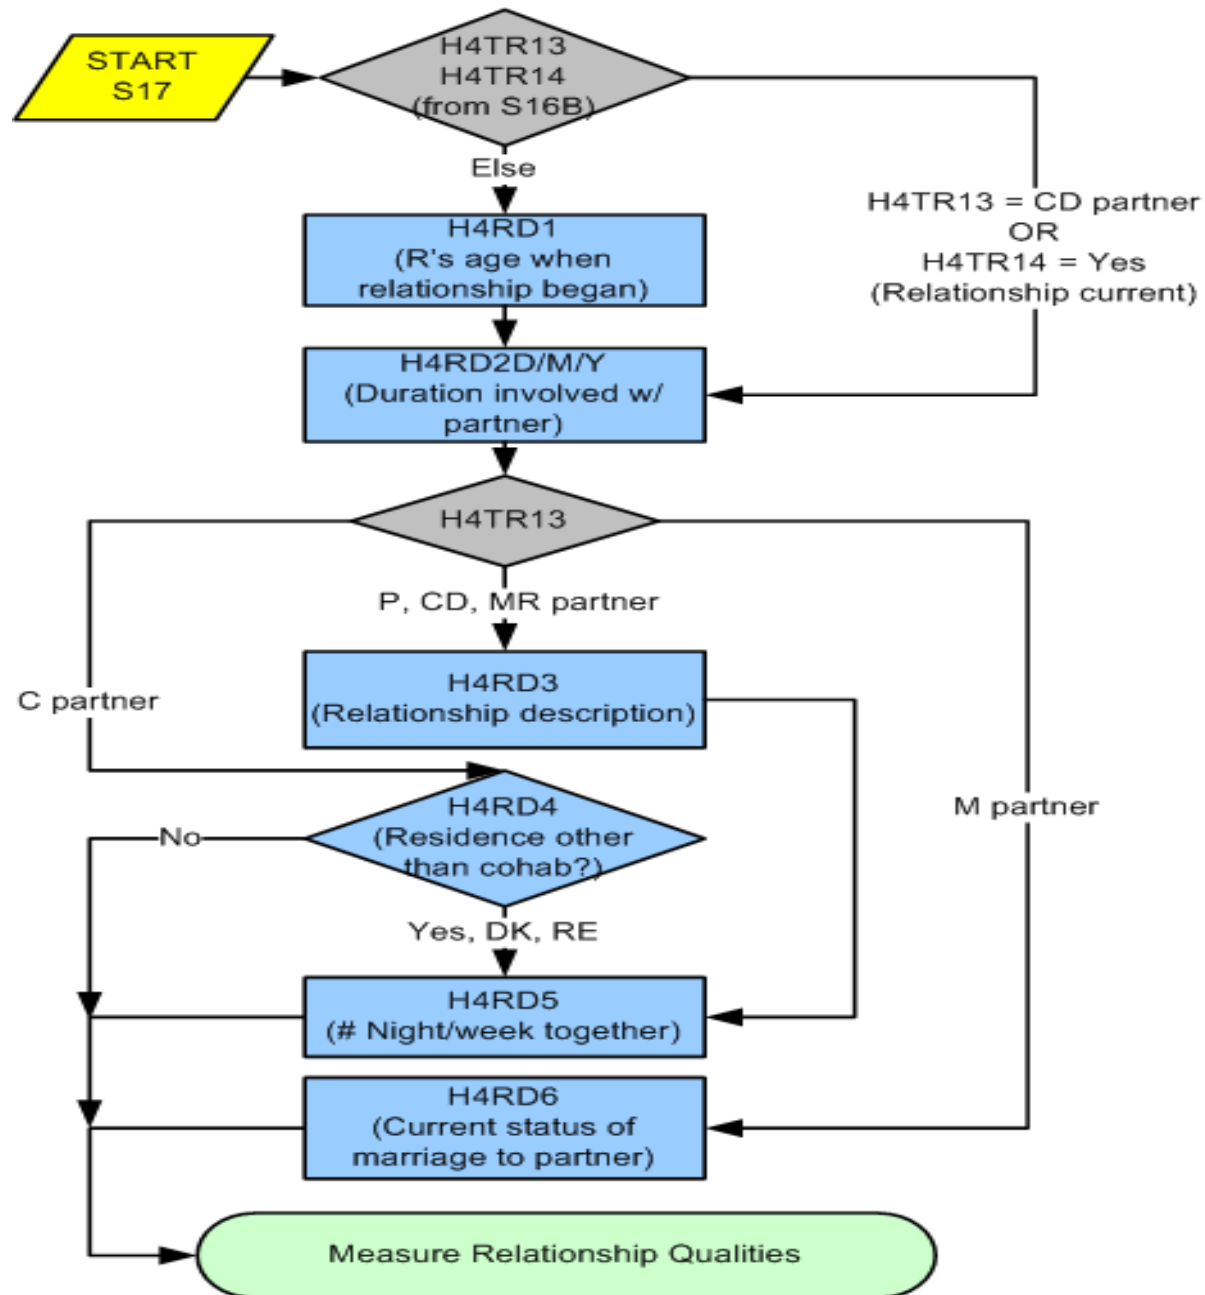 START
S17
H4TR13
H4TR14
(from S16B)
Else
H4TR13 = CD partner
OR
H4TR14 = Yes
(Relationship current)
H4RD1
(R's age when
relationship began)
H4RD2D/M/Y
(Duration involved w/
partner)
H4TR13
P, CD, MR partner
C partner
H4RD3
(Relationship description)
M partner
H4RD4
(Residence other
than cohab?)
No
Yes, DK, RE
H4RD5
(# Night/week together)
H4RD6
(Current status of
marriage to partner)
Measure Relationship Qualities